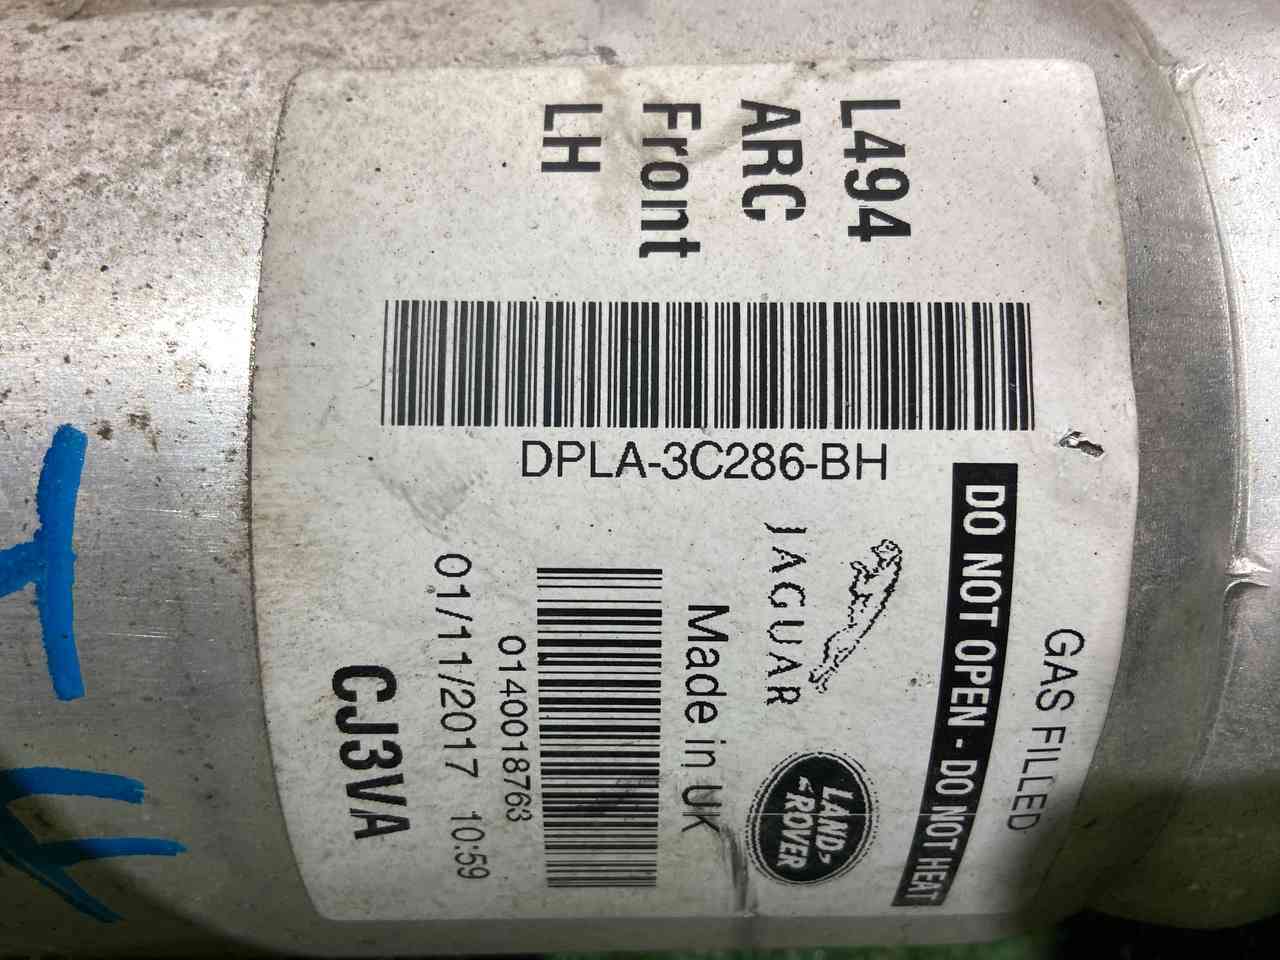 L494
ARC
Front
LH
DPLA-3C286-BH
GAS FILLED
DO NOT OPEN - DO NOT HEAT
JAGUAR
LAND
ROVER
Made in UK
0140018763
01/11/2017 10:59
CJ3VA